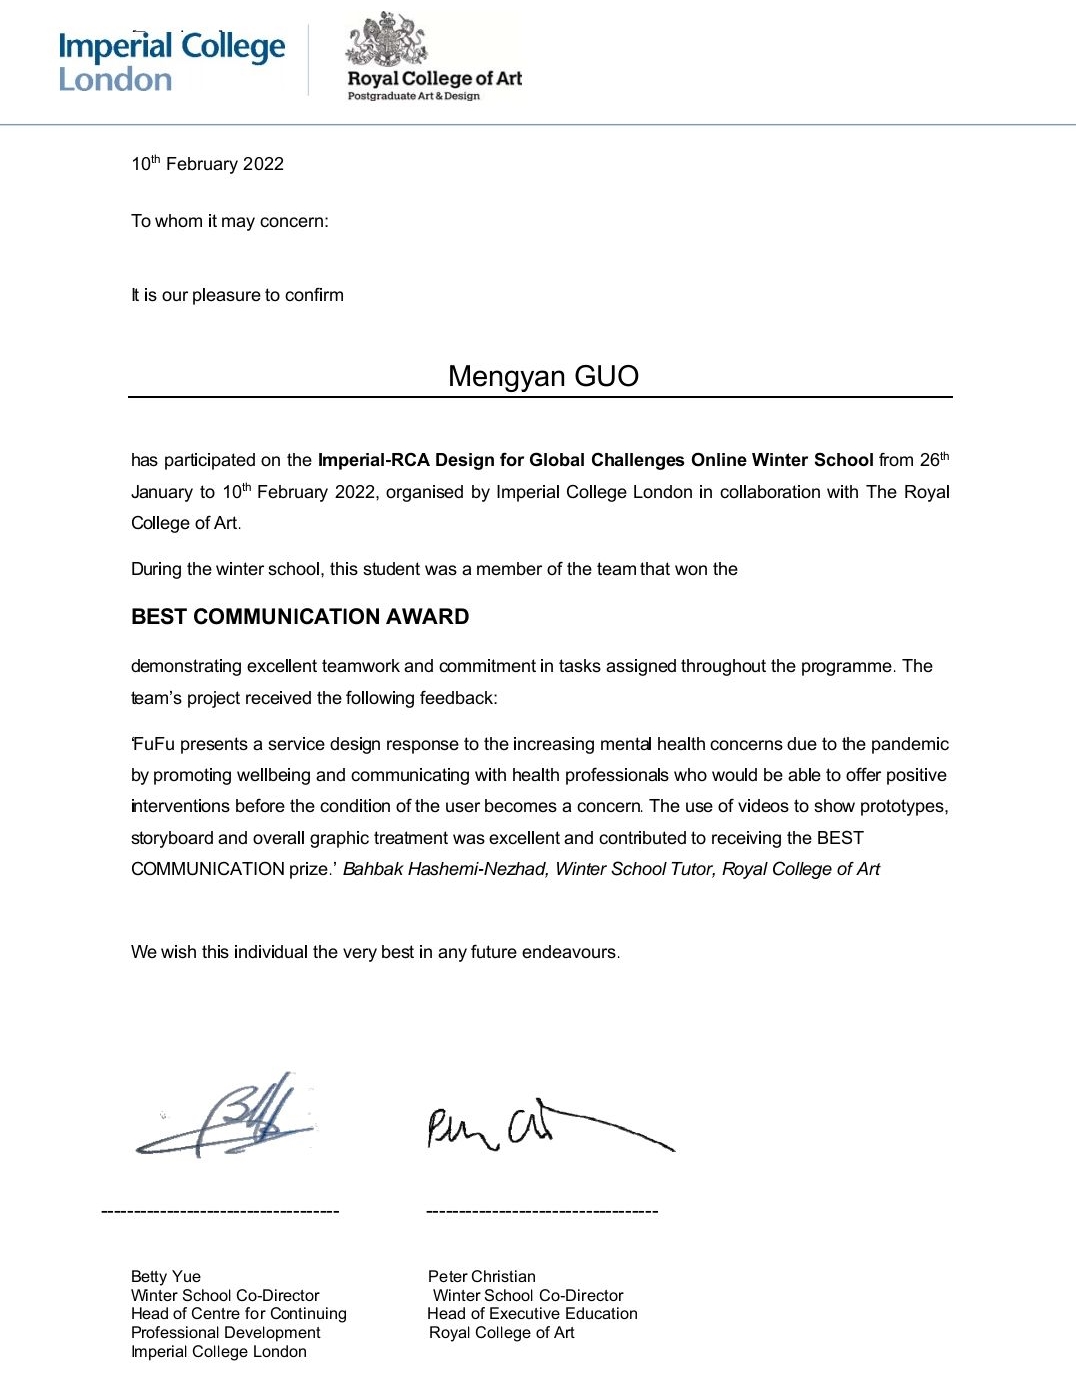 Imperial College
London
Royal College of Art
Postgraduate Art & Design
10th February 2022
To whom it may concern:
It is our pleasure to confirm
Mengyan GUO
has participated on the Imperial-RCA Design for Global Challenges Online Winter School from 26th
January to 10th February 2022, organised by Imperial College London in collaboration with The Royal
College of Art.
During the winter school, this student was a member of the team that won the
BEST COMMUNICATION AWARD
demonstrating excellent teamwork and commitment in tasks assigned throughout the programme. The
team's project received the following feedback:
'FuFu presents a service design response to the increasing mental health concerns due to the pandemic
by promoting wellbeing and communicating with health professionals who would be able to offer positive
interventions before the condition of the user becomes a concern. The use of videos to show prototypes,
storyboard and overall graphic treatment was excellent and contributed to receiving the BEST
COMMUNICATION prize.' Bahbak Hashemi-Nezhad, Winter School Tutor, Royal College of Art
We wish this individual the very best in any future endeavours.
Betty Yue
Winter School Co-Director
Head of Centre for Continuing
Professional Development
Imperial College London
Peter Christian
Winter School Co-Director
Head of Executive Education
Royal College of Art